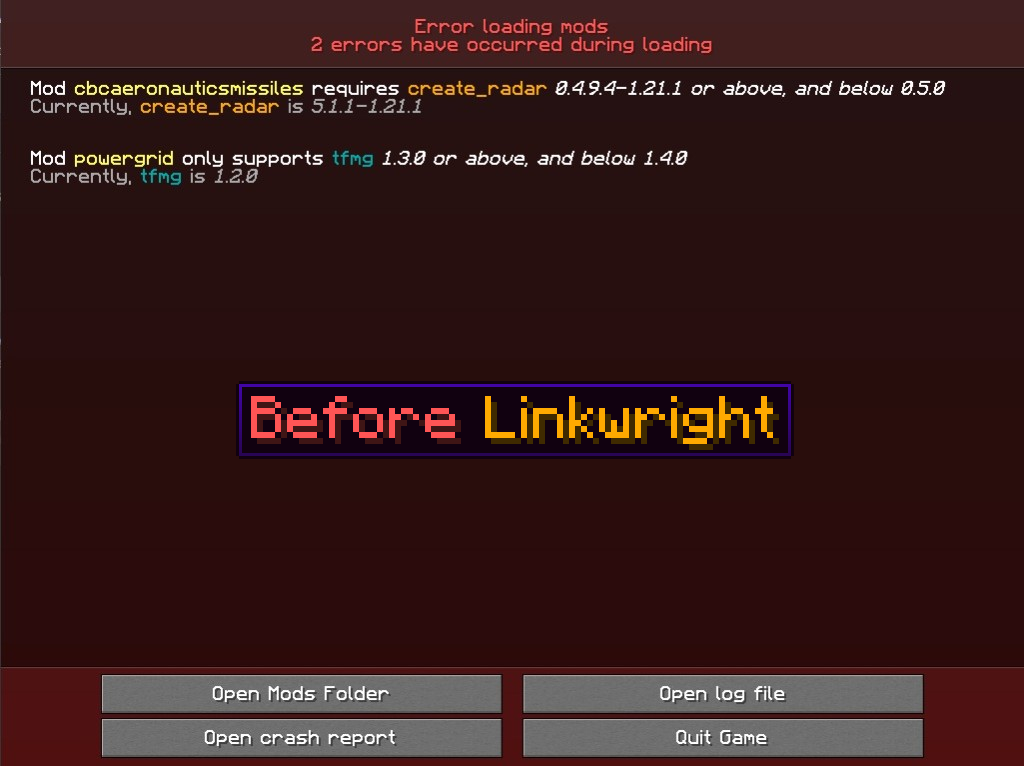 Error loading mods
2 errors have occurred during loading
Mod cbcaeronauticsmissiles requires create_radar 0.4.9.4-1.21.1 or above, and below 0.5.0
Currently, create_radar is 5.1.1-1.21.1
Mod powergrid only supports tfmg 1.3.0 or above, and below 1.4.0
Currently, tfmg is 1.2.0
Before Linkwright
Open Mods Folder
Open log file
Open crash report
Quit Game